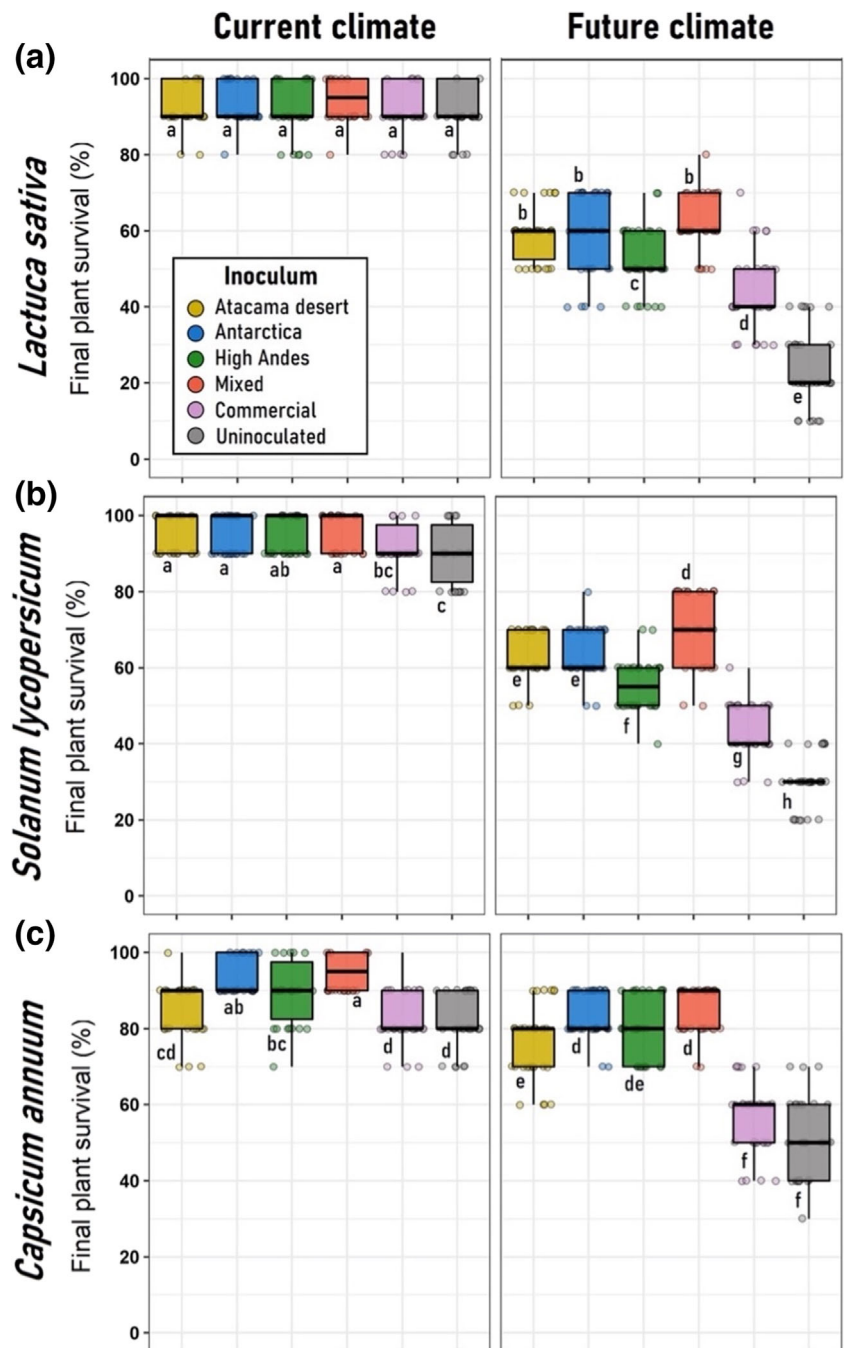 Current climate
Future climate
(a)
Lactuca sativa
Final plant survival (%)
100
80
60
40
20
0
a
a
a
a
a
a
Inoculum
Atacama desert
Antarctica
High Andes
Mixed
Commercial
Uninoculated
b
b
c
b
d
e
(b)
Solanum lycopersicum
Final plant survival (%)
100
80
60
40
20
0
a
a
ab
a
bc
c
e
e
f
d
g
h
(c)
Capsicum annuum
Final plant survival (%)
100
80
60
40
20
0
cd
ab
bc
a
d
d
e
d
de
d
f
f